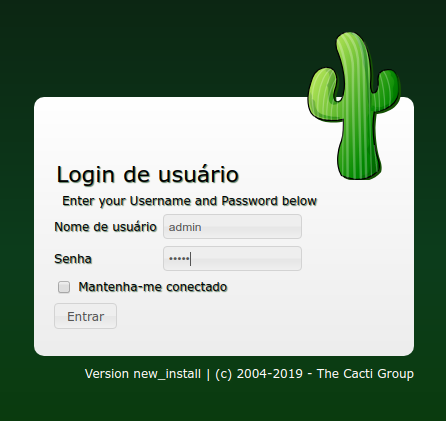 Login de usuário
Enter your Username and Password below
Nome de usuário admin
Senha •••••
Mantenha-me conectado
Entrar
Version new_install | (c) 2004-2019 - The Cacti Group